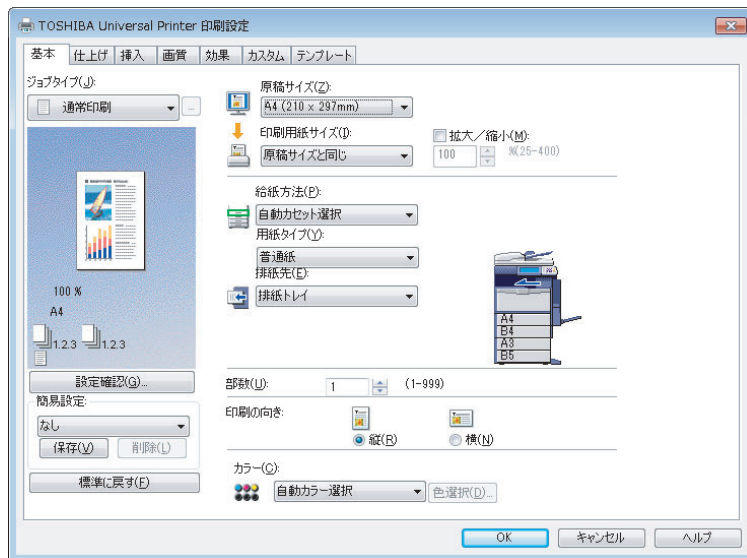 TOSHIBA Universal Printer 印刷設定
基本 仕上げ 挿入 画質 効果 カスタム テンプレート
ジョブタイプ(J):
通常印刷
...
100 %
A4
1.2.3 1.2.3
設定確認(G)...
簡易設定:
なし
保存(V) 削除(L)
標準に戻す(F)
原稿サイズ(Z):
A4 (210 x 297mm)
印刷用紙サイズ(I):
原稿サイズと同じ
拡大/縮小(M):
100 %(25-400)
給紙方法(P):
自動カセット選択
用紙タイプ(Y):
普通紙
排紙先(E):
排紙トレイ
A4
B4
A3
B5
部数(U): 1 (1-999)
印刷の向き:
縦(R) 横(N)
カラー(C):
自動カラー選択 色選択(D)...
OK キャンセル ヘルプ